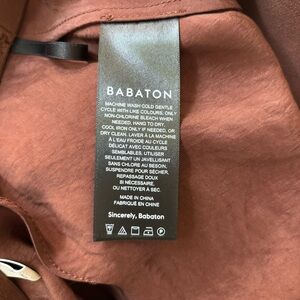 BABATON
MACHINE WASH COLD GENTLE
CYCLE WITH LIKE COLOURS, ONLY
NON-CHLORINE BLEACH WHEN
NEEDED, HANG TO DRY,
COOL IRON ONLY IF NEEDED, OR
DRY CLEAN. LAVER À LA MACHINE
À L'EAU FROIDE AU CYCLE
DÉLICAT AVEC COULEURS
SEMBLABLES. UTILISER
SEULEMENT UN JAVELLISANT
SANS CHLORE AU BESOIN,
SUSPENDRE POUR SÉCHER,
REPASSAGE DOUX
SI NÉCESSAIRE,
OU NETTOYER À SEC.
MADE IN CHINA
FABRIQUÉ EN CHINE
Sincerely, Babaton